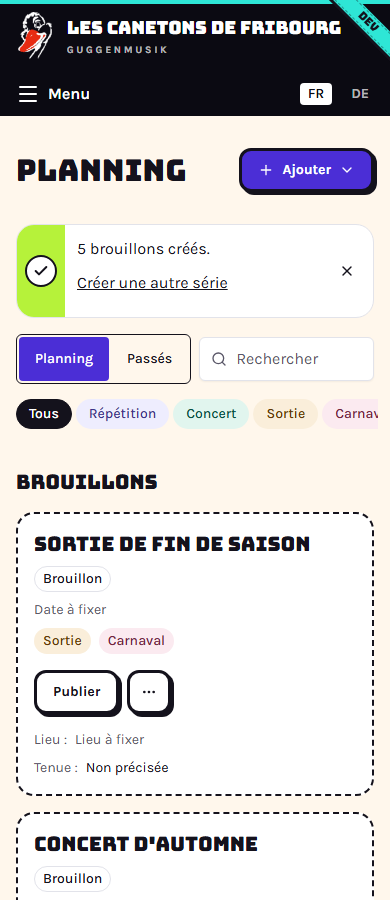 LES CANETONS DE FRIBOURG
GUGGENMUSIK
DEV
Menu
FR DE
PLANNING
Ajouter
5 brouillons créés.
Créer une autre série
Planning Passés Rechercher
Tous Répétition Concert Sortie Carnav
BROUILLONS
SORTIE DE FIN DE SAISON
Brouillon
Date à fixer
Sortie Carnaval
Publier ...
Lieu : Lieu à fixer
Tenue : Non précisée
CONCERT D'AUTOMNE
Brouillon